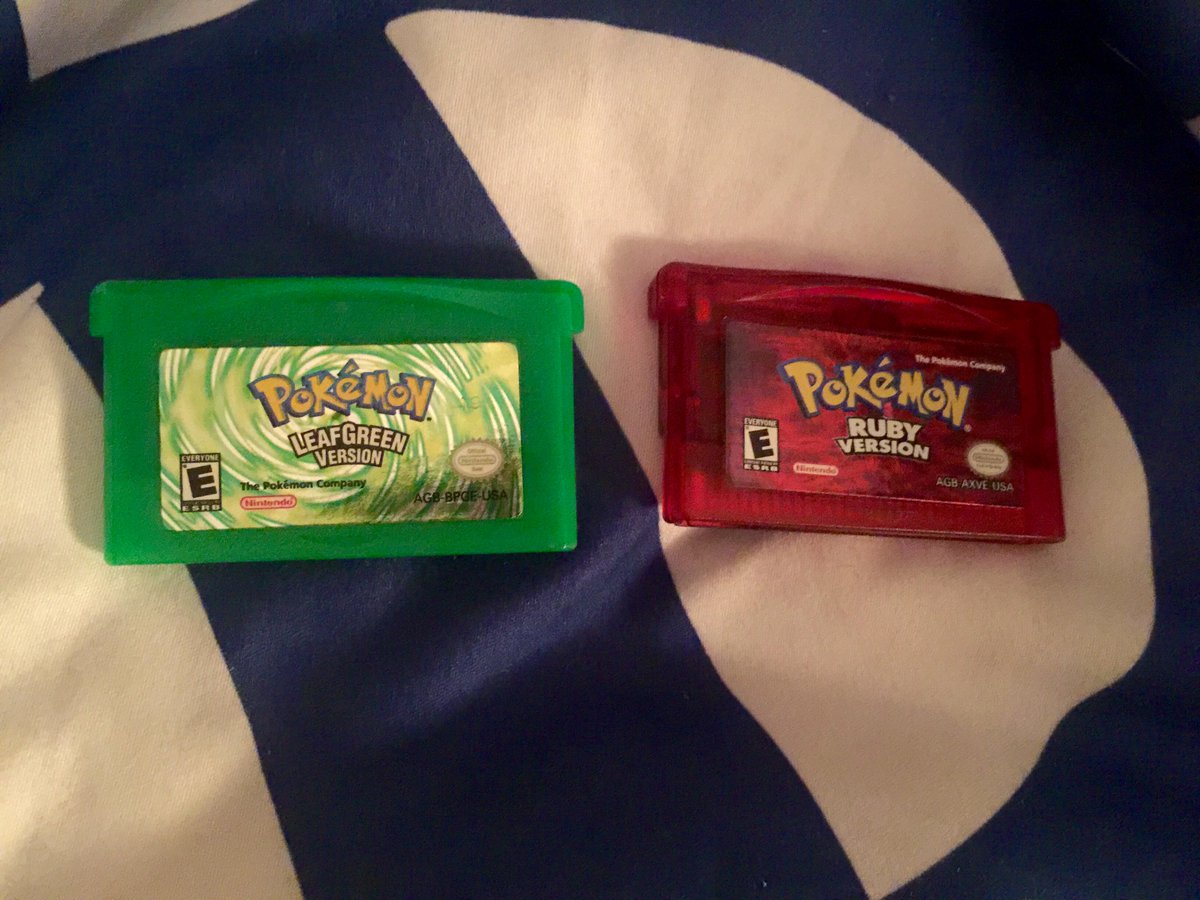 POKéMON
LEAFGREEN
VERSION
EVERYONE
E
ESRB
The Pokémon Company
Nintendo
AGB-BPGE-USA
The Pokémon Company
POKéMON
RUBY
VERSION
EVERYONE
E
ESRB
Nintendo
AGB-AXVE-USA